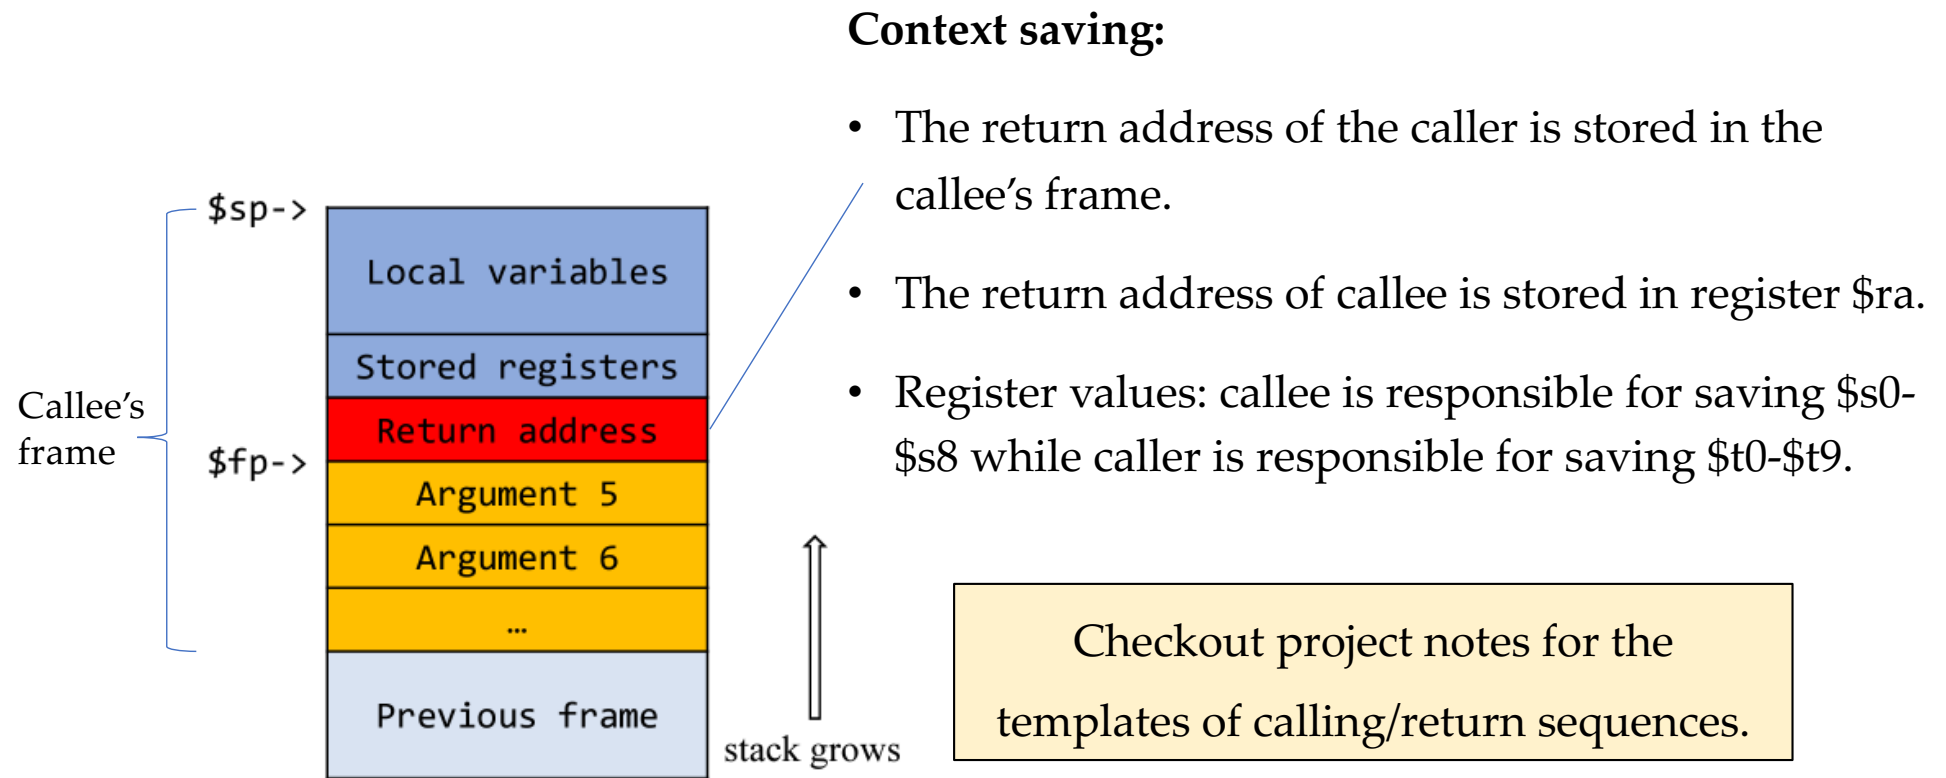 Context saving:
• The return address of the caller is stored in the
callee’s frame.
• The return address of callee is stored in register $ra.
• Register values: callee is responsible for saving $s0-
$s8 while caller is responsible for saving $t0-$t9.
$sp->
Local variables
Stored registers
Callee’s
frame
Return address
$fp->
Argument 5
Argument 6
…
Previous frame
stack grows
Checkout project notes for the
templates of calling/return sequences.